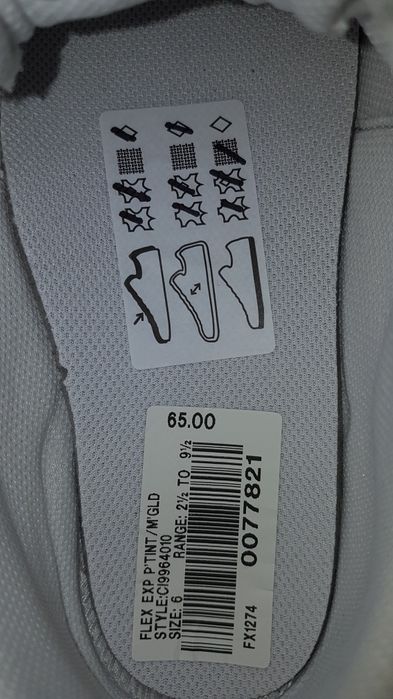 65.00
FLEX EXP P'TINT/M'GLD
STYLE:CI9964010
SIZE: 6 RANGE: 2½ TO 9½
0077821
FX1274